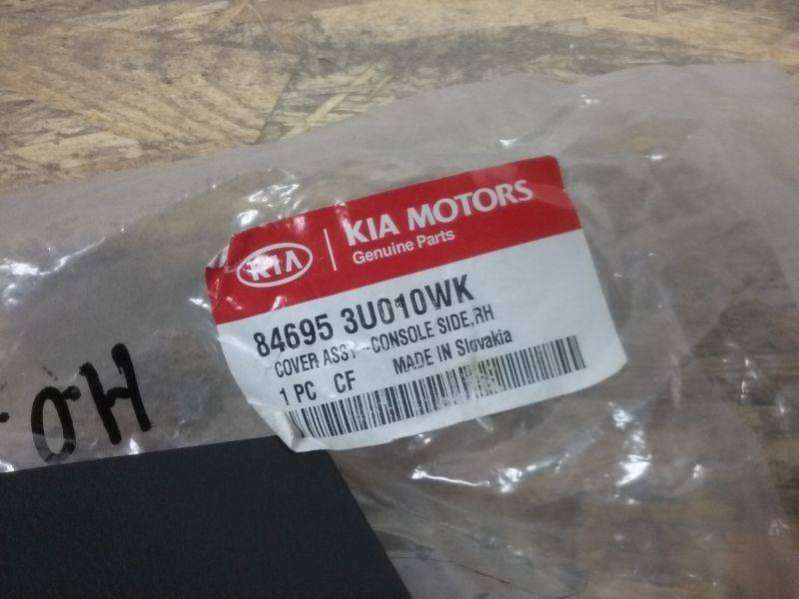 KIA
KIA MOTORS
Genuine Parts
84695 3U010WK
COVER ASSY-CONSOLE SIDE,RH
1 PC CF MADE IN Slovakia